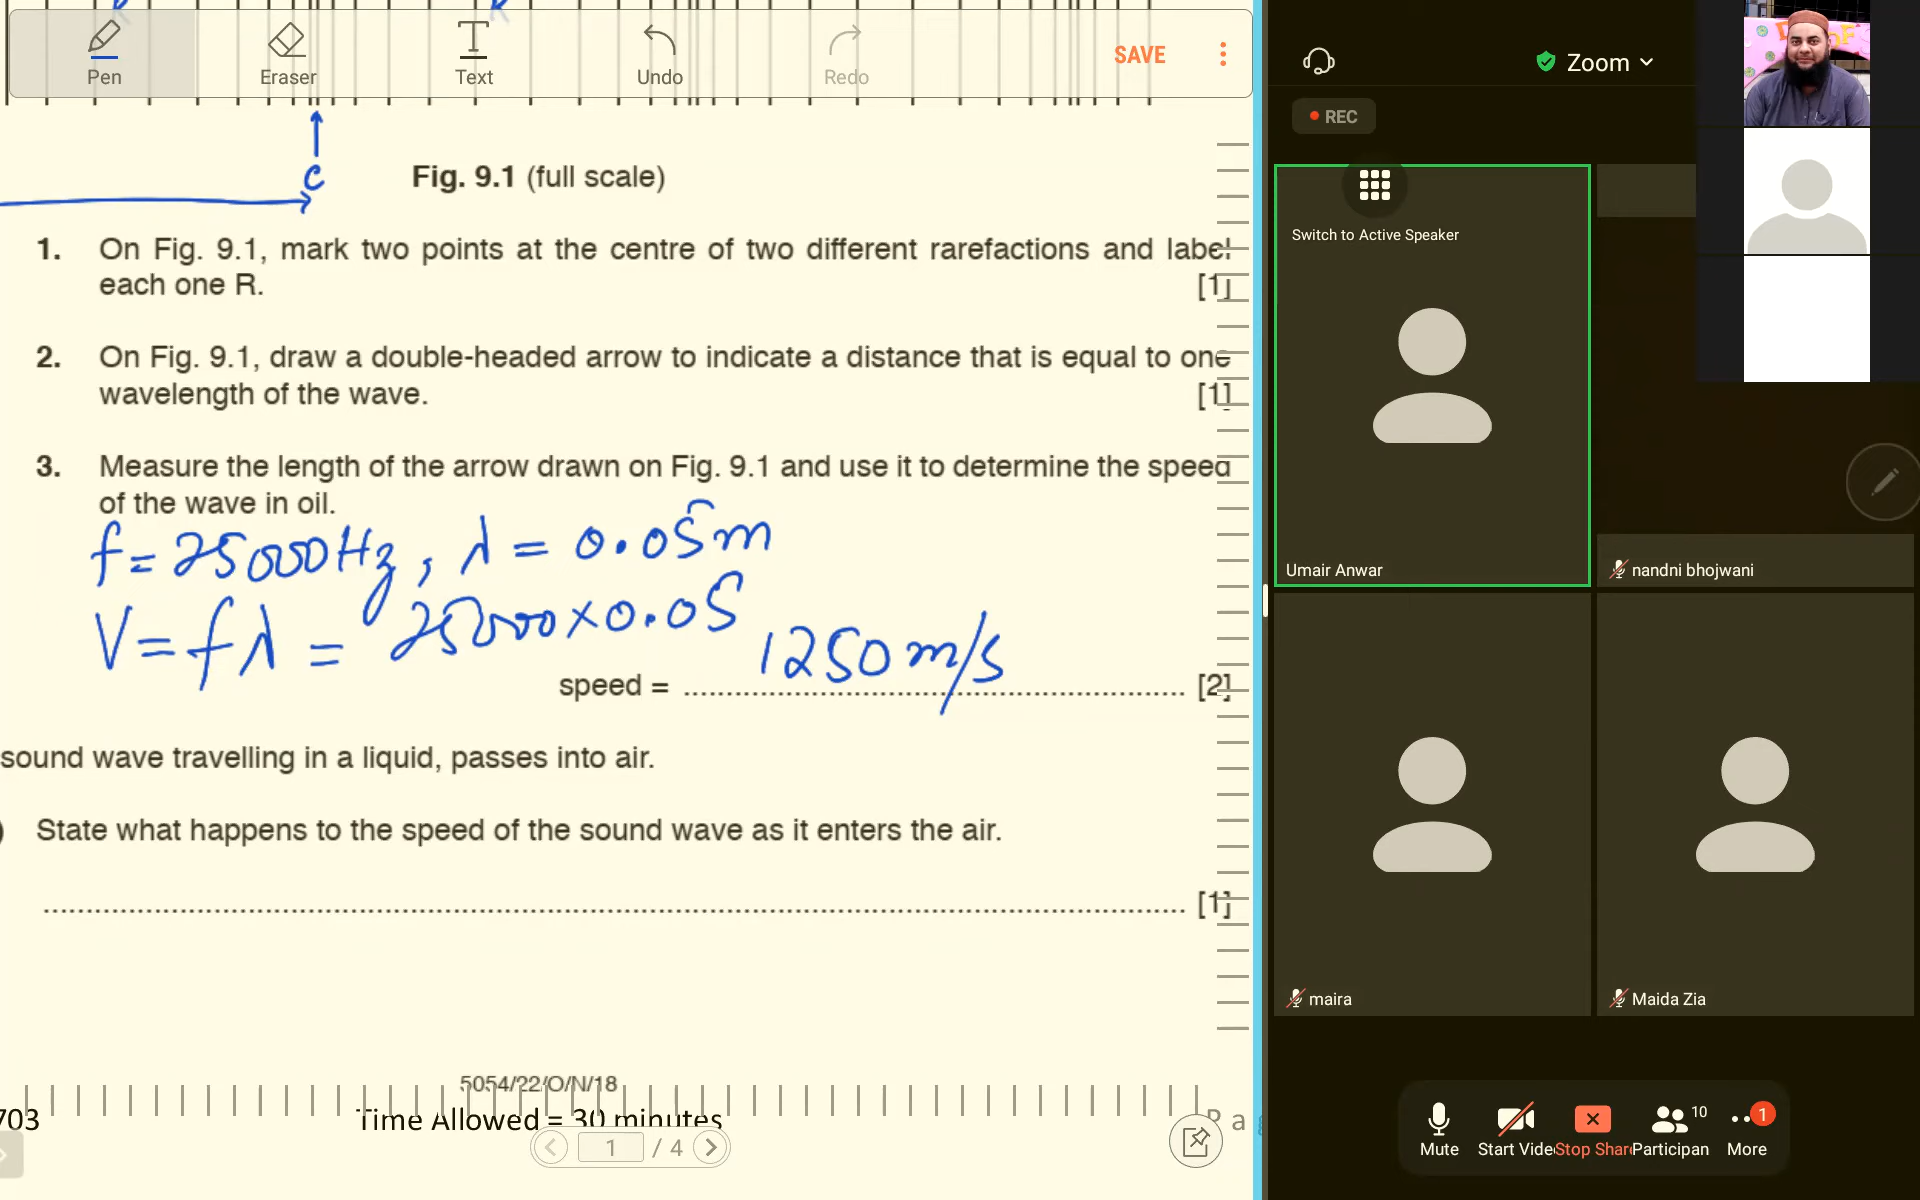 R R
Pen Eraser Text Undo Redo SAVE
C
Fig. 9.1 (full scale)
1. On Fig. 9.1, mark two points at the centre of two different rarefactions and label
each one R. [1]
2. On Fig. 9.1, draw a double-headed arrow to indicate a distance that is equal to one
wavelength of the wave. [1]
3. Measure the length of the arrow drawn on Fig. 9.1 and use it to determine the speed
of the wave in oil.
f = 25000Hz, λ = 0.05m
V = fλ = 25000×0.05
1250 m/s
speed = .................................................. [2]
sound wave travelling in a liquid, passes into air.
) State what happens to the speed of the sound wave as it enters the air.
.................................................. [1]
5054/22/O/N/18
703 Time Allowed = 30 minutes P a
1 / 4
Zoom
REC
Switch to Active Speaker
Umair Anwar
nandni bhojwani
maira
Maida Zia
10 1
Mute Start Vide Stop Shar Participan More